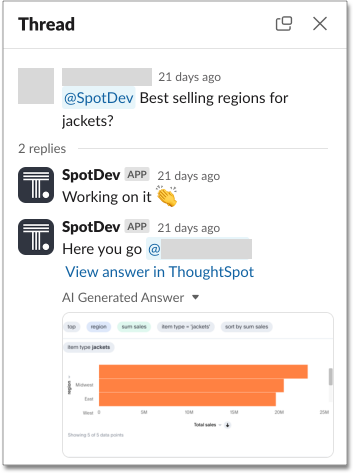 Thread
21 days ago
@SpotDev Best selling regions for
jackets?
2 replies
SpotDev APP 21 days ago
Working on it
SpotDev APP 21 days ago
Here you go @
View answer in ThoughtSpot
AI Generated Answer
top region sum sales item type = 'jackets' sort by sum sales
item type jackets
region
Midwest
East
West
0 5M 10M 15M 20M 25M
Total sales
Showing 5 of 5 data points